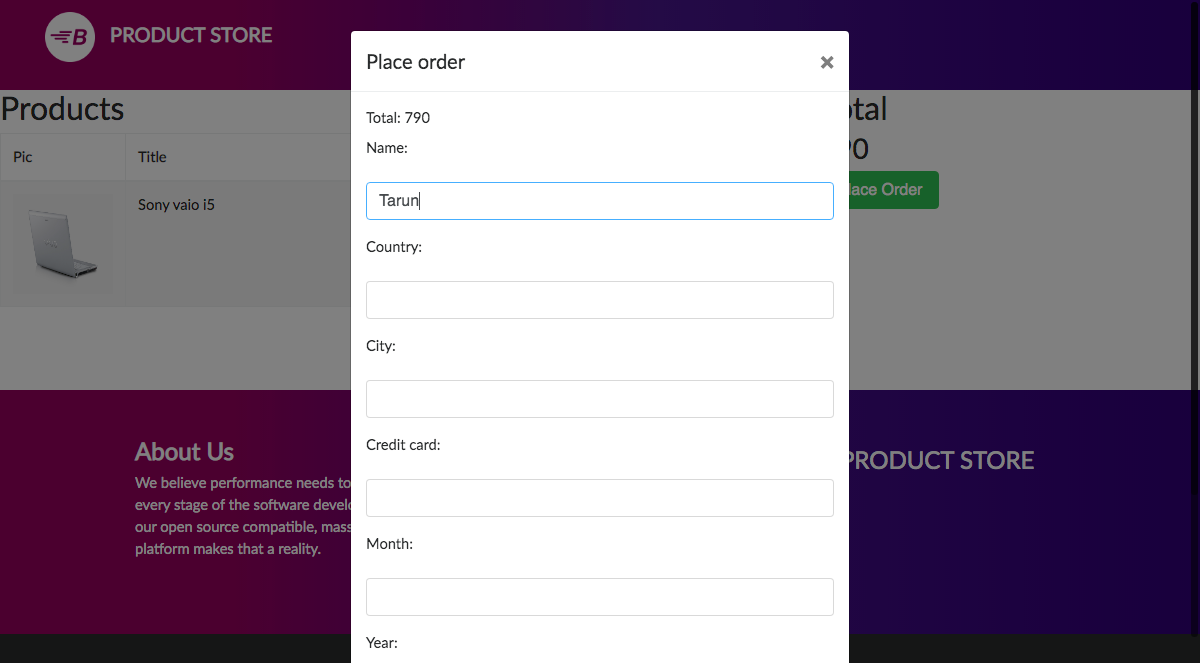 B PRODUCT STORE
Place order
×
Total: 790
Name:
Tarun
Country:
City:
Credit card:
Month:
Year:
Products
Pic Title
Sony vaio i5
otal
90
lace Order
About Us
We believe performance needs to
every stage of the software develo
our open source compatible, mass
platform makes that a reality.
PRODUCT STORE